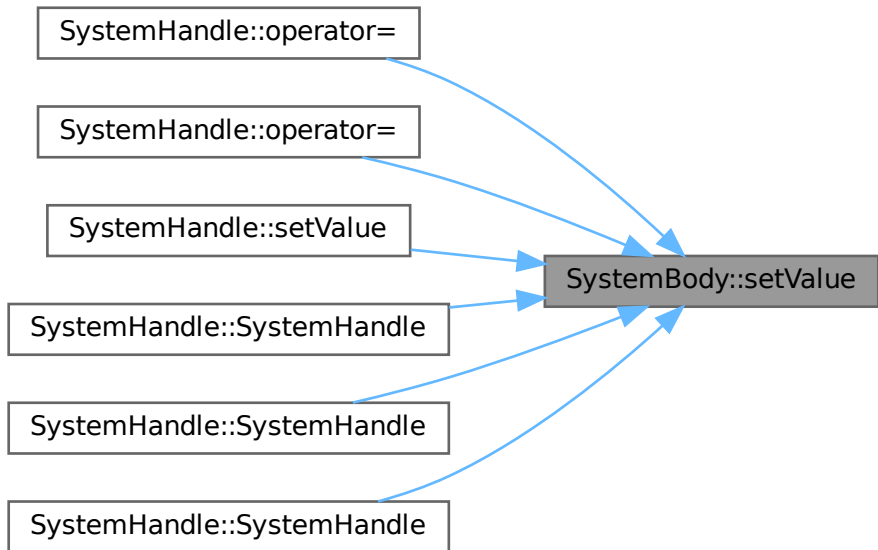 SystemHandle::operator=
SystemHandle::operator=
SystemHandle::setValue
SystemBody::setValue
SystemHandle::SystemHandle
SystemHandle::SystemHandle
SystemHandle::SystemHandle